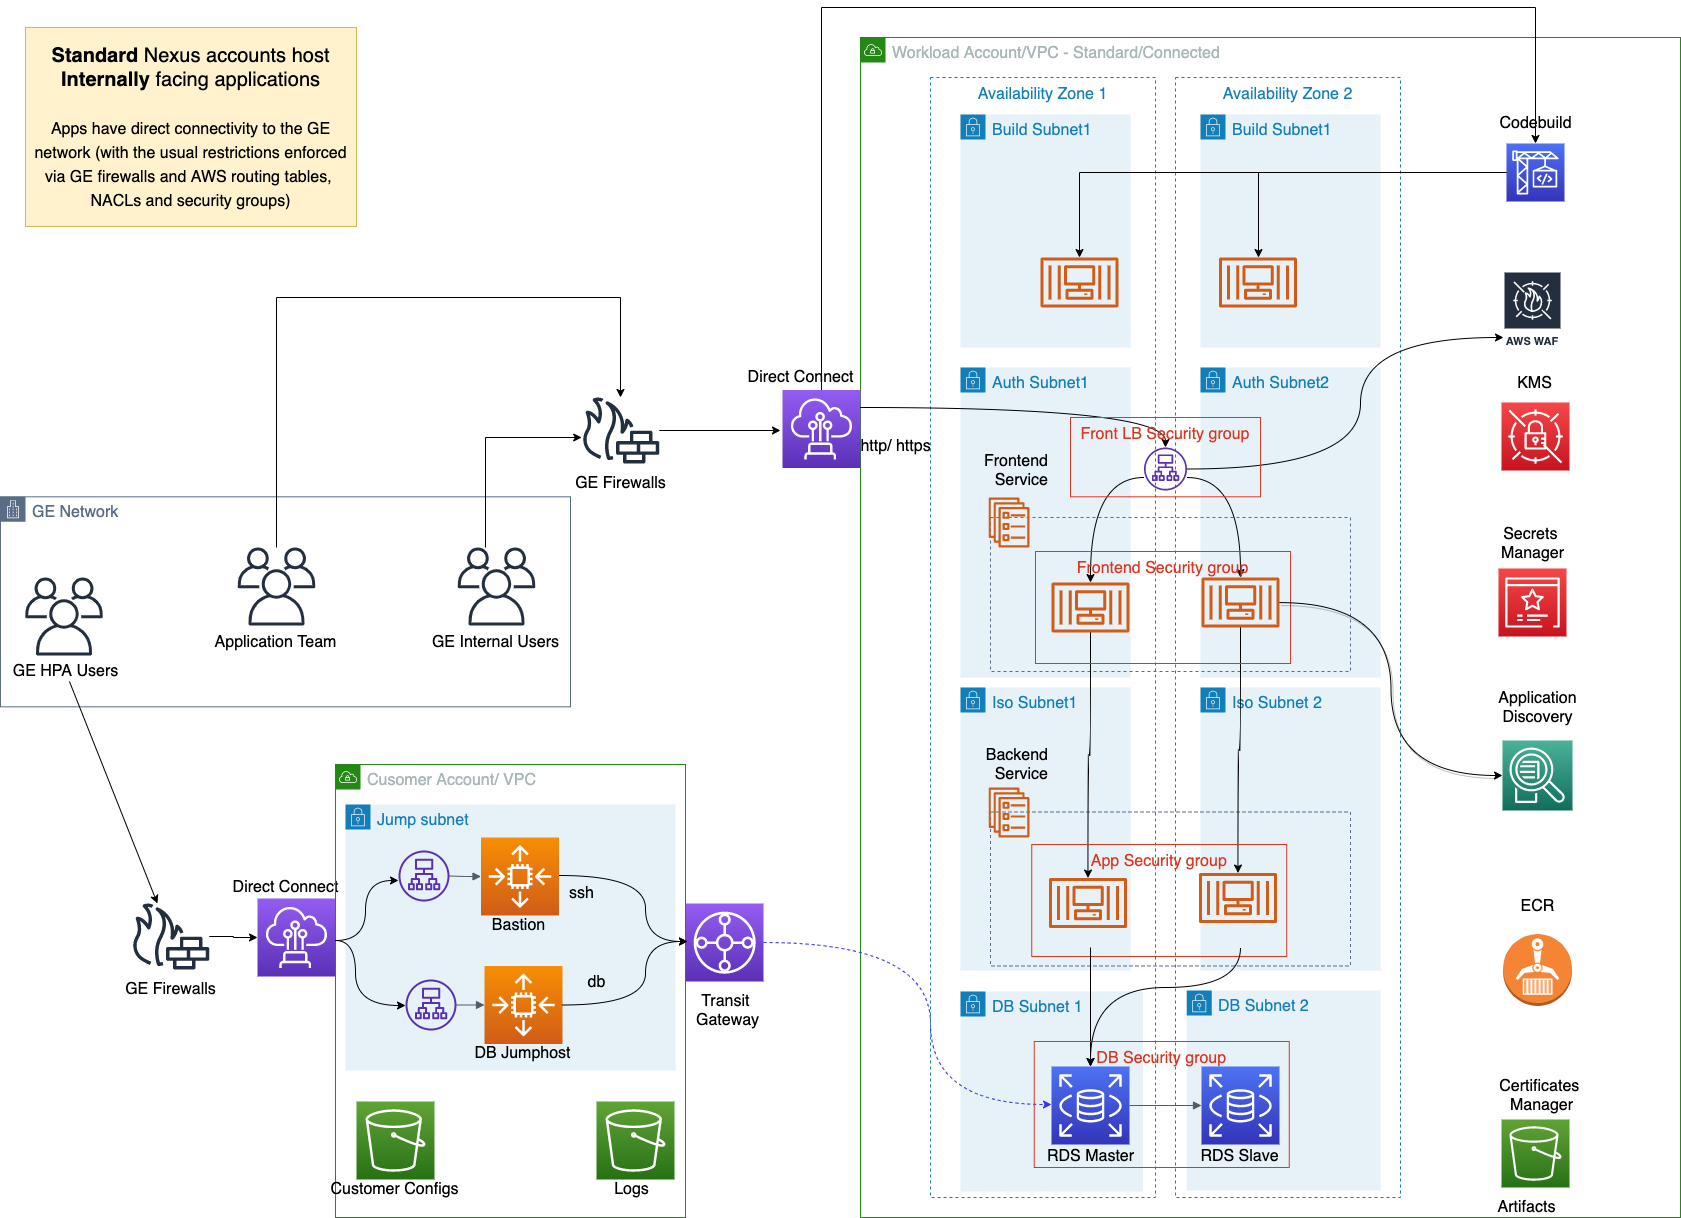 Standard Nexus accounts host
Internally facing applications
Apps have direct connectivity to the GE
network (with the usual restrictions enforced
via GE firewalls and AWS routing tables,
NACLs and security groups)
Workload Account/VPC - Standard/Connected
Availability Zone 1
Availability Zone 2
Build Subnet1
Build Subnet1
Codebuild
AWS WAF
Direct Connect
http/ https
GE Firewalls
Auth Subnet1
Auth Subnet2
KMS
Front LB Security group
Frontend
Service
Frontend Security group
Secrets
Manager
GE Network
GE HPA Users
Application Team
GE Internal Users
Iso Subnet1
Iso Subnet 2
Application
Discovery
Backend
Service
App Security group
Cusomer Account/ VPC
Jump subnet
Direct Connect
GE Firewalls
Bastion
ssh
DB Jumphost
db
Transit
Gateway
ECR
DB Subnet 1
DB Subnet 2
DB Security group
RDS Master
RDS Slave
Certificates
Manager
Artifacts
Customer Configs
Logs